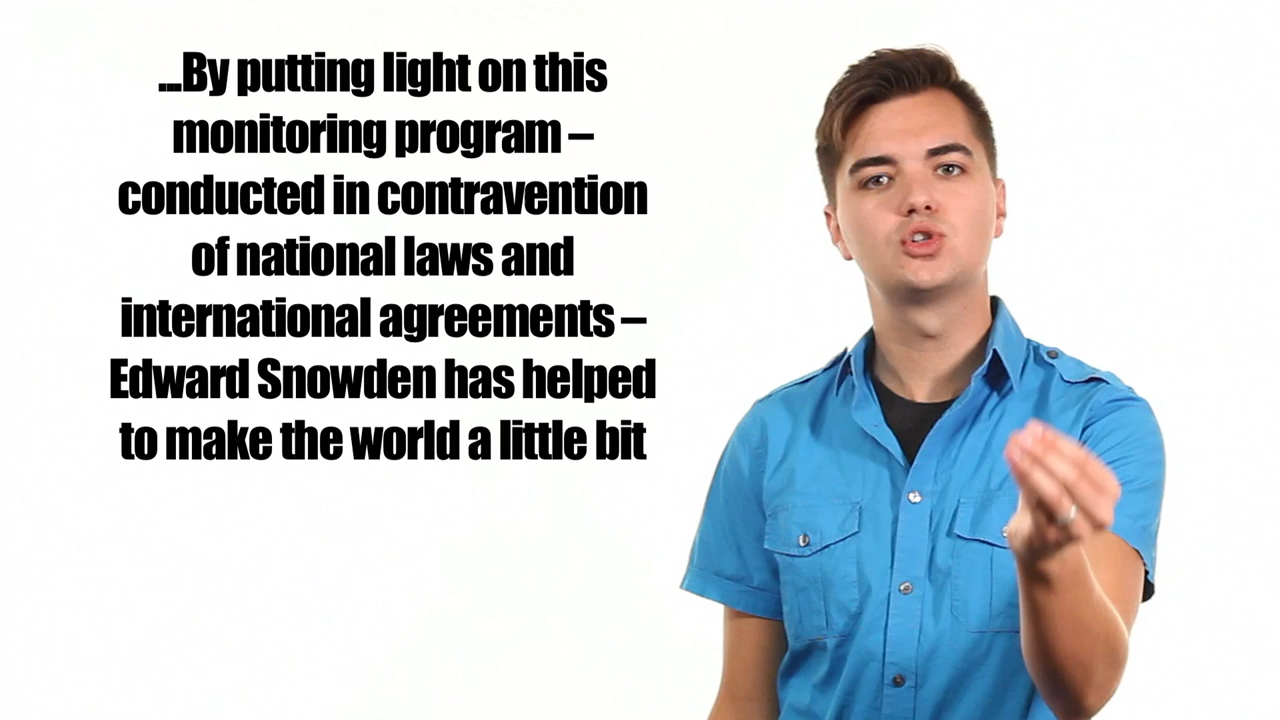 ...By putting light on this
monitoring program –
conducted in contravention
of national laws and
international agreements –
Edward Snowden has helped
to make the world a little bit